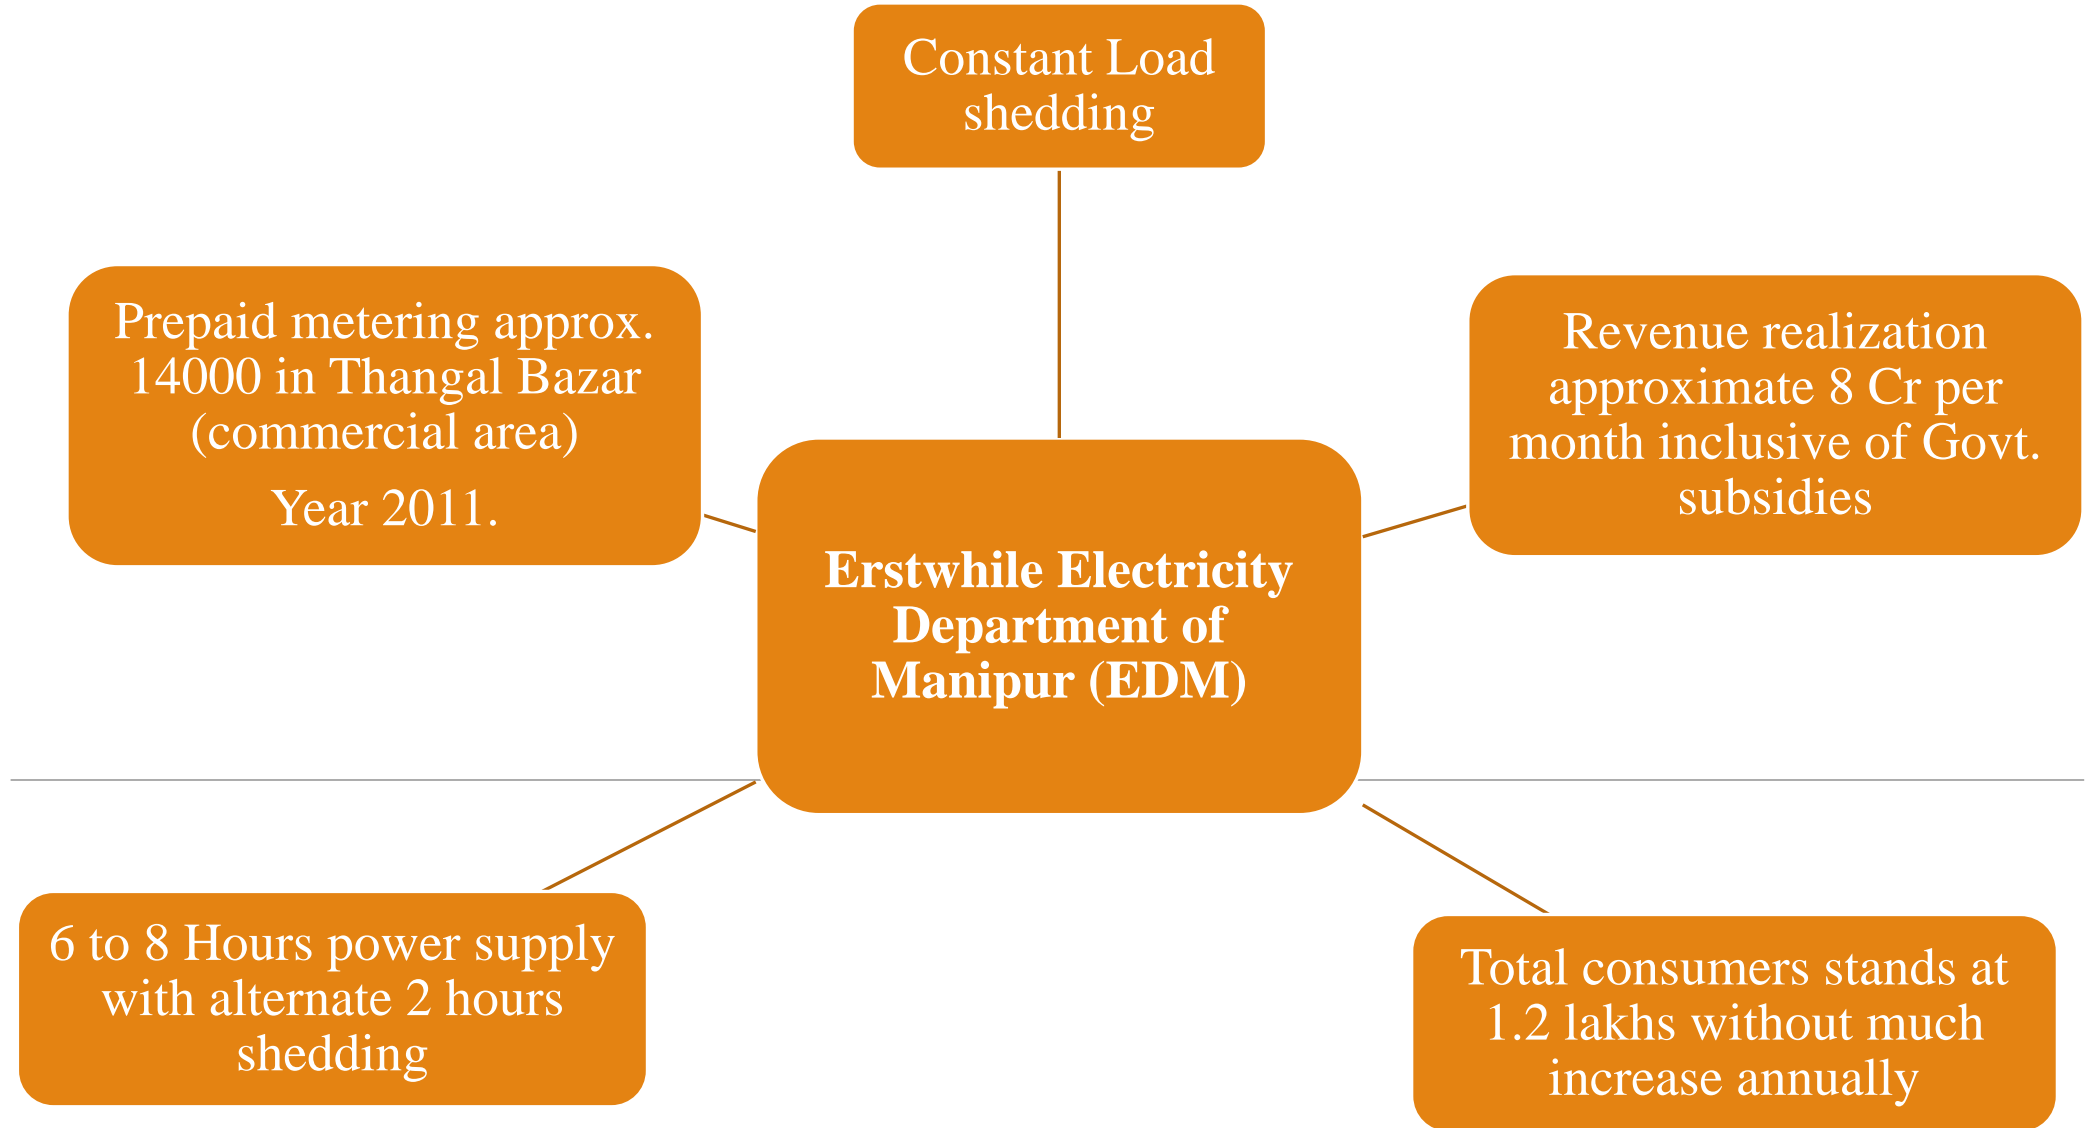 Constant Load
shedding
Prepaid metering approx.
14000 in Thangal Bazar
(commercial area)
Year 2011.
Revenue realization
approximate 8 Cr per
month inclusive of Govt.
subsidies
Erstwhile Electricity
Department of
Manipur (EDM)
6 to 8 Hours power supply
with alternate 2 hours
shedding
Total consumers stands at
1.2 lakhs without much
increase annually